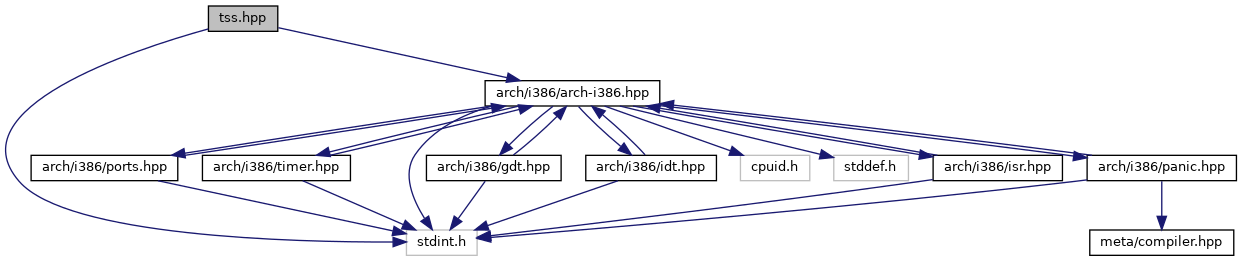 tss.hpp
arch/i386/arch-i386.hpp
arch/i386/ports.hpp
arch/i386/timer.hpp
arch/i386/gdt.hpp
arch/i386/idt.hpp
cpuid.h
stddef.h
arch/i386/isr.hpp
arch/i386/panic.hpp
stdint.h
meta/compiler.hpp